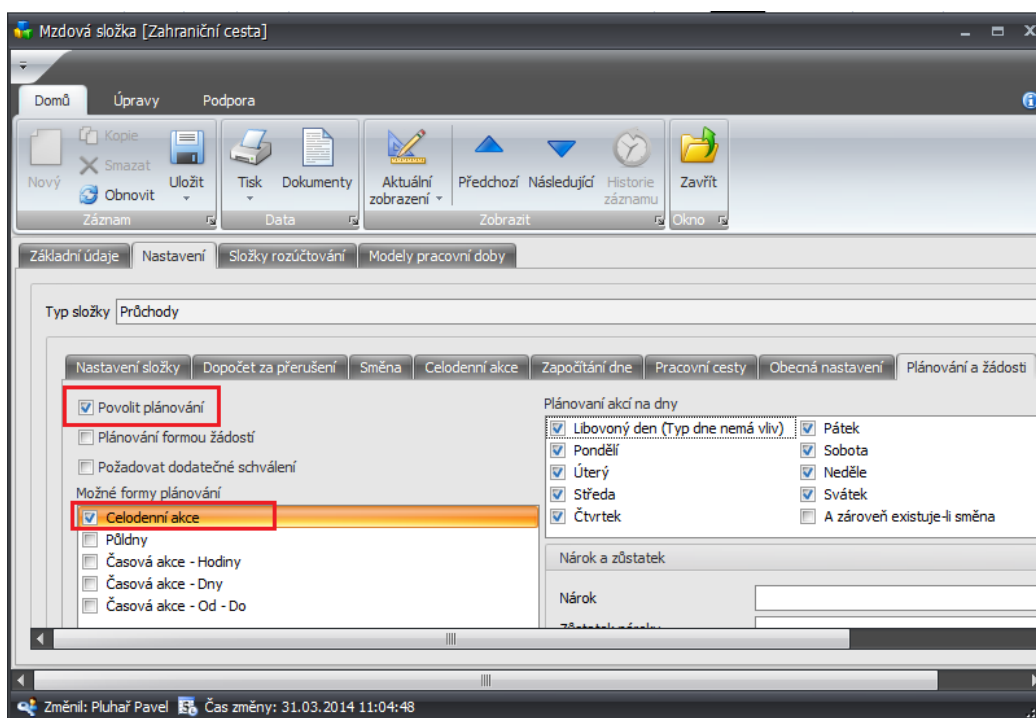 Mzdová složka [Zahraniční cesta]
Domů Úpravy Podpora
Nový
Kopie
Smazat
Obnovit
Uložit
Tisk
Dokumenty
Aktuální zobrazení
Předchozí
Následující
Historie záznamu
Zavřít
Záznam Data Zobrazit Okno
Základní údaje Nastavení Složky rozúčtování Modely pracovní doby
Typ složky Průchody
Nastavení složky Dopočet za přerušení Směna Celodenní akce Započítání dne Pracovní cesty Obecná nastavení Plánování a žádosti
Povolit plánování
Plánování formou žádostí
Požadovat dodatečné schválení
Možné formy plánování
Celodenní akce
Půldny
Časová akce - Hodiny
Časová akce - Dny
Časová akce - Od - Do
Plánovaní akcí na dny
Libovoný den (Typ dne nemá vliv) Pátek
Pondělí Sobota
Úterý Neděle
Středa Svátek
Čtvrtek A zároveň existuje-li směna
Nárok a zůstatek
Nárok
Zůstatek nároku
Změnil: Pluhař Pavel Čas změny: 31.03.2014 11:04:48